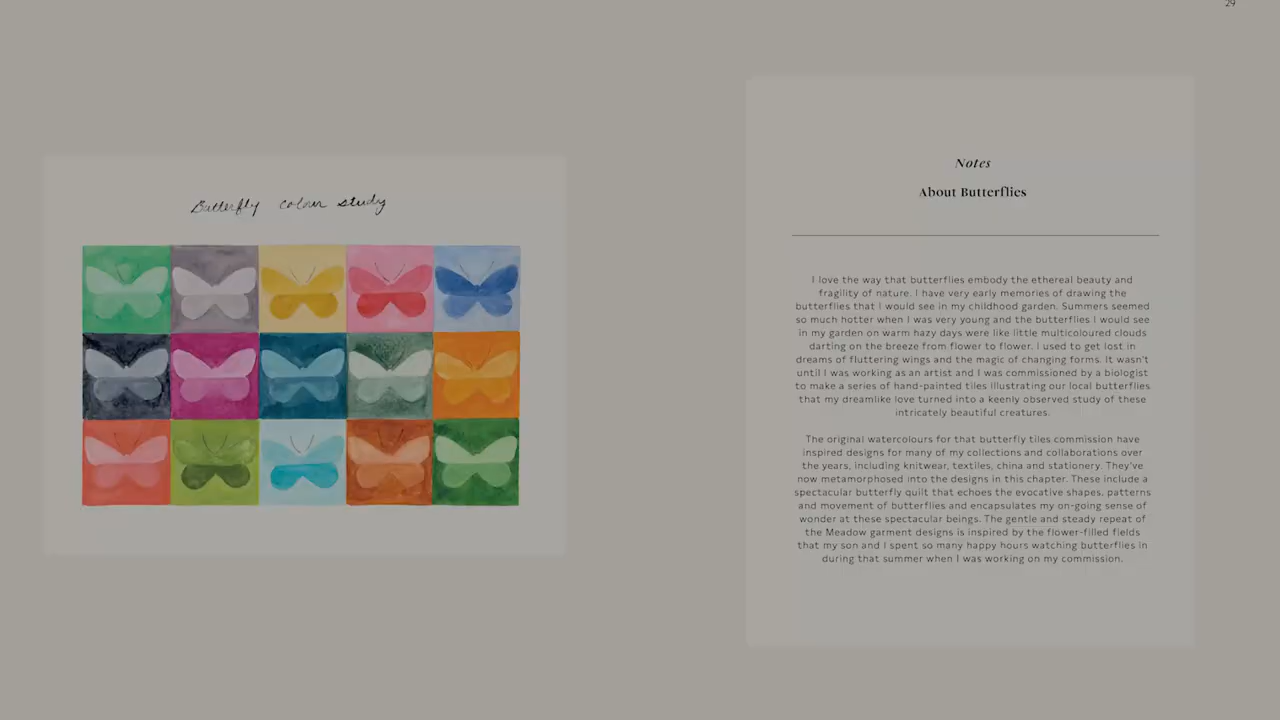 29
Butterfly colour study
Notes
About Butterflies
I love the way that butterflies embody the ethereal beauty and
fragility of nature. I have very early memories of drawing the
butterflies that I would see in my childhood garden. Summers seemed
so much hotter when I was very young and the butterflies I would see
in my garden on warm hazy days were like little multicoloured clouds
darting on the breeze from flower to flower. I used to get lost in
dreams of fluttering wings and the magic of changing forms. It wasn't
until I was working as an artist and I was commissioned by a biologist
to make a series of hand-painted tiles illustrating our local butterflies
that my dreamlike love turned into a keenly observed study of these
intricately beautiful creatures.
The original watercolours for that butterfly tiles commission have
inspired designs for many of my collections and collaborations over
the years, including knitwear, textiles, china and stationery. They've
now metamorphosed into the designs in this chapter. These include a
spectacular butterfly quilt that echoes the evocative shapes, patterns
and movement of butterflies and encapsulates my on-going sense of
wonder at these spectacular beings. The gentle and steady repeat of
the Meadow garment designs is inspired by the flower-filled fields
that my son and I spent so many happy hours watching butterflies in
during that summer when I was working on my commission.